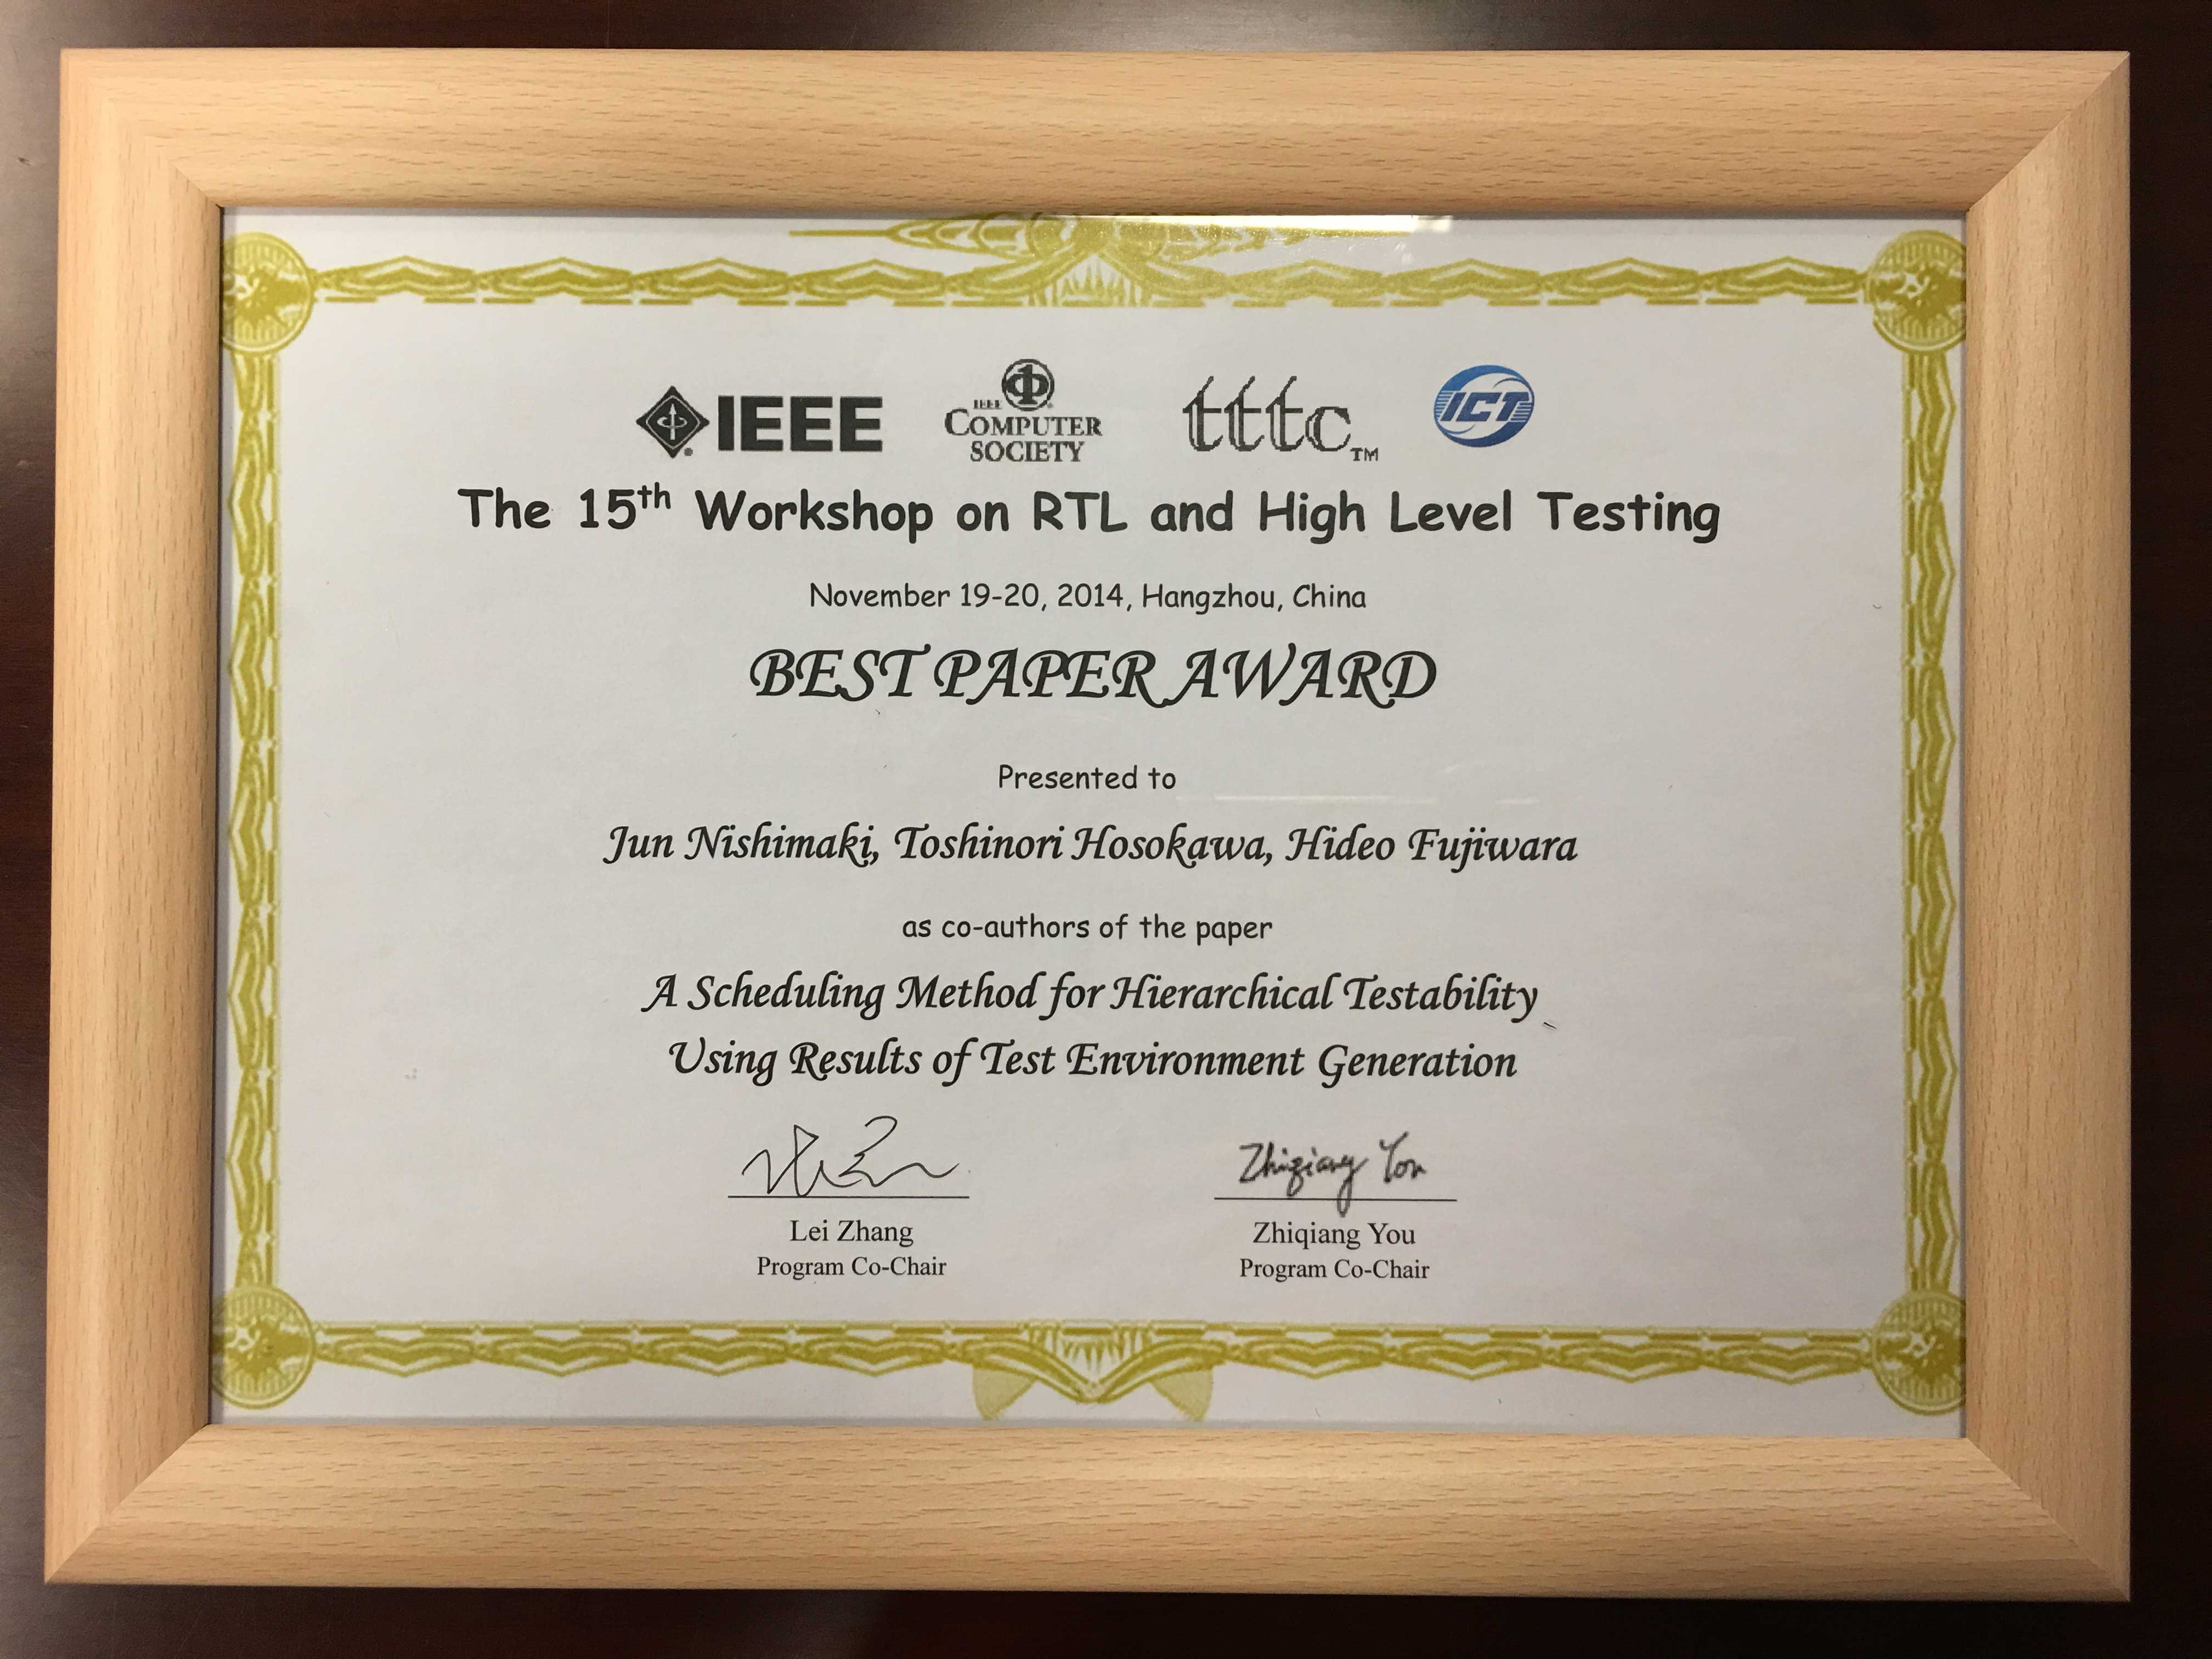 IEEE
IEEE
COMPUTER
SOCIETY
tttc TM
ICT
The 15th Workshop on RTL and High Level Testing
November 19-20, 2014, Hangzhou, China
BEST PAPER AWARD
Presented to
Jun Nishimaki, Toshinori Hosokawa, Hideo Fujiwara
as co-authors of the paper
A Scheduling Method for Hierarchical Testability
Using Results of Test Environment Generation
Zhiqiang You
Lei Zhang
Program Co-Chair
Zhiqiang You
Program Co-Chair